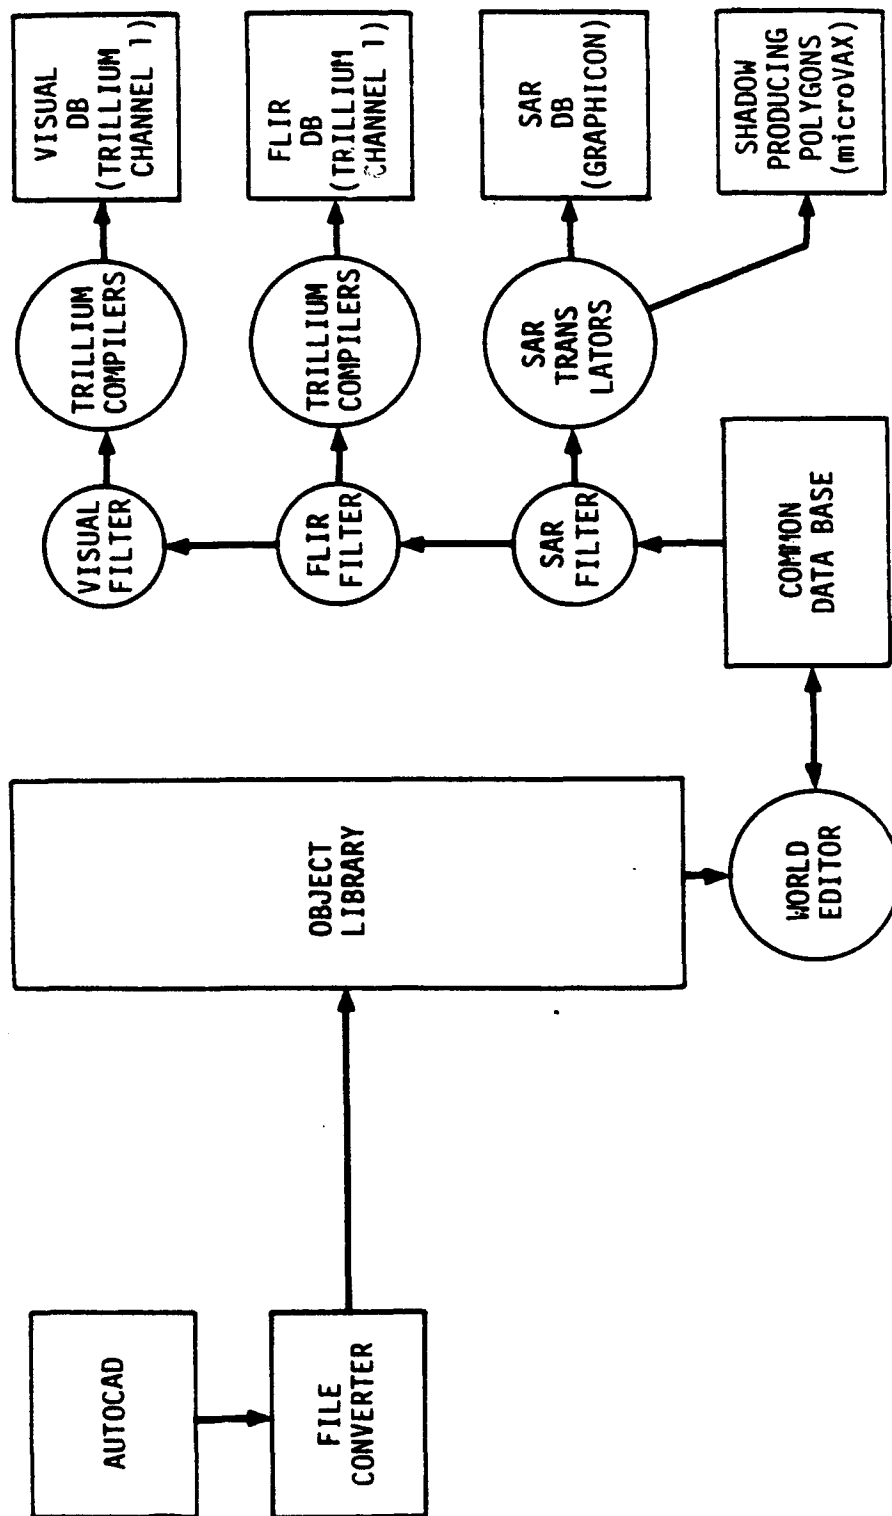 AUTOCAD
FILE
CONVERTER
OBJECT
LIBRARY
WORLD
EDITOR
COMMON
DATA BASE
VISUAL
FILTER
FLIR
FILTER
SAR
FILTER
TRILLIUM
COMPILERS
TRILLIUM
COMPILERS
SAR
TRANS
LATORS
VISUAL
DB
(TRILLIUM
CHANNEL 1)
FLIR
DB
(TRILLIUM
CHANNEL 1)
SAR
DB
(GRAPHICON)
SHADOW
PRODUCING
POLYGONS
(microVAX)